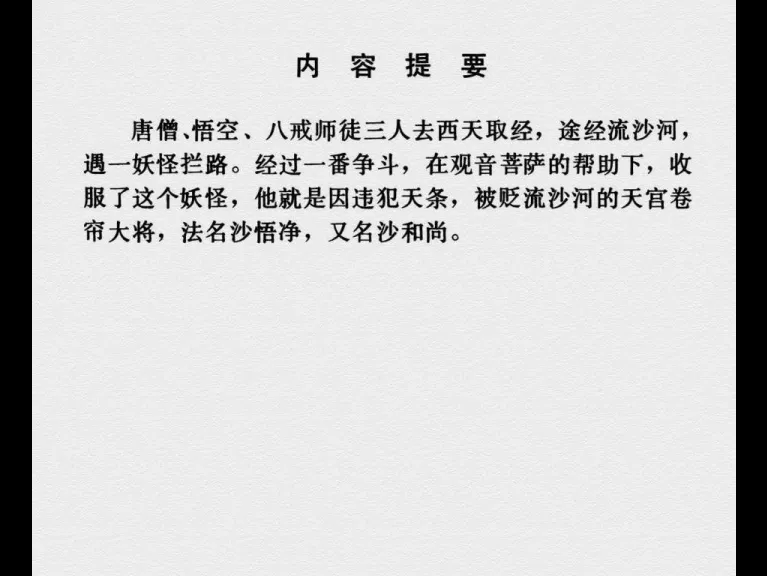 内容提要
唐僧、悟空、八戒师徒三人去西天取经，途经流沙河，
遇一妖怪拦路。经过一番争斗，在观音菩萨的帮助下，收
服了这个妖怪，他就是因违犯天条，被贬流沙河的天宫卷
帘大将，法名沙悟净，又名沙和尚。